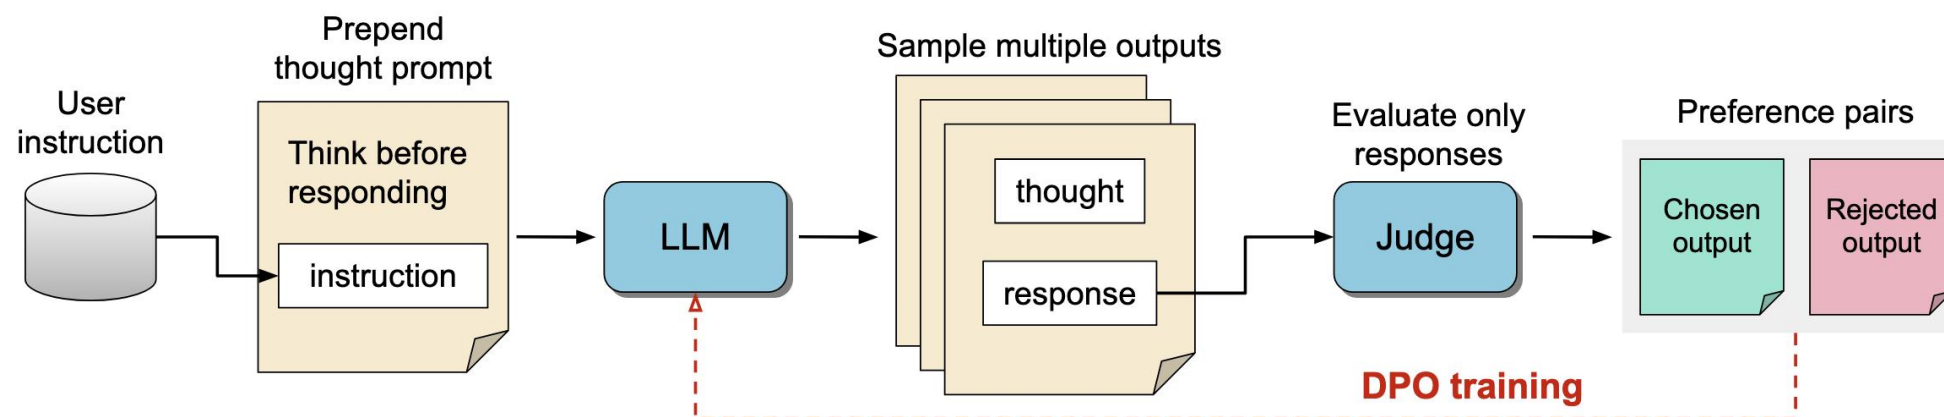 User
instruction
Prepend
thought prompt
Think before
responding
instruction
LLM
Sample multiple outputs
thought
response
Evaluate only
responses
Judge
Preference pairs
Chosen
output
Rejected
output
DPO training